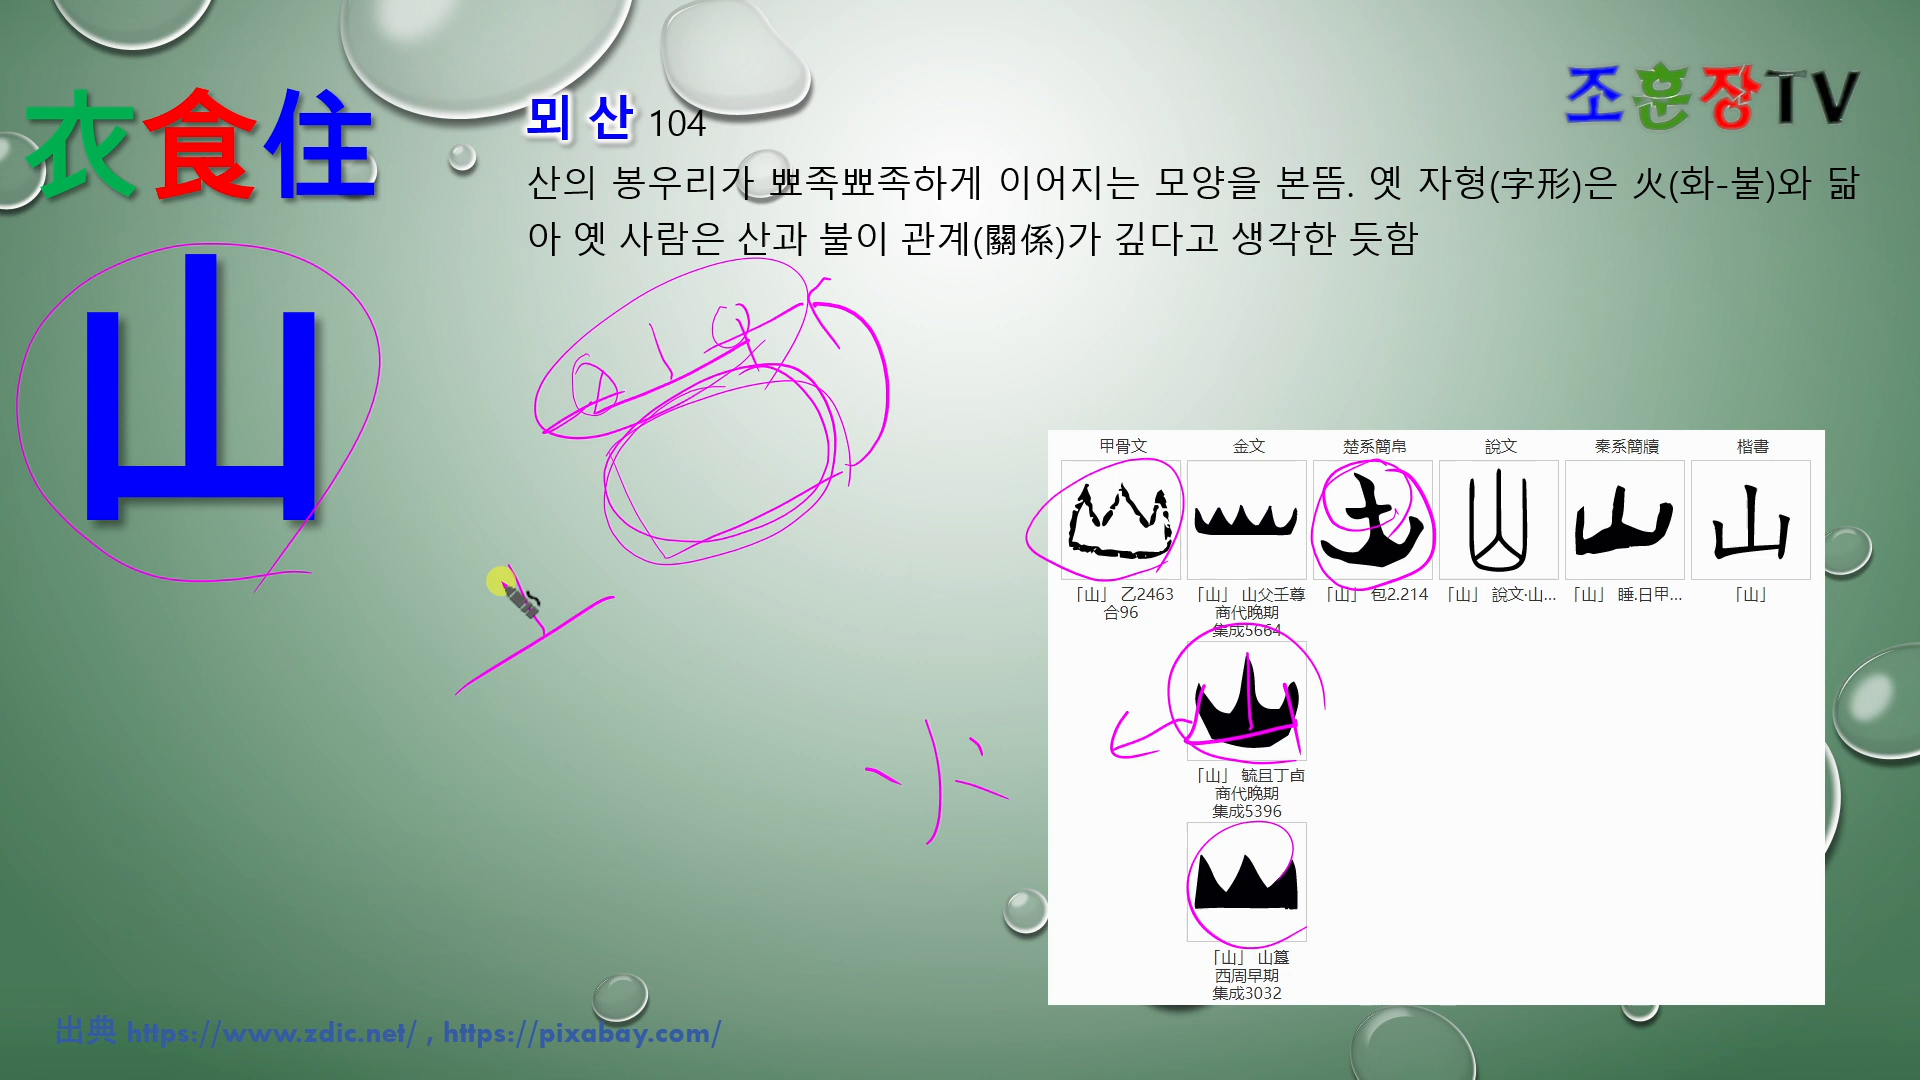 衣食住
조훈장TV
뫼 산 104
산의 봉우리가 뾰족뾰족하게 이어지는 모양을 본뜸. 옛 자형(字形)은 火(화-불)와 닮
아 옛 사람은 산과 불이 관계(關係)가 깊다고 생각한 듯함
山
甲骨文 金文 楚系簡帛 說文 秦系簡牘 楷書
「山」 乙2463
合96
「山」 山父壬尊
商代晚期
集成5664
「山」 包2.214
「山」 說文·山...
「山」 睡.日甲...
「山」
「山」 毓且丁卣
商代晚期
集成5396
「山」 山簋
西周早期
集成3032
出典 https://www.zdic.net/ , https://pixabay.com/